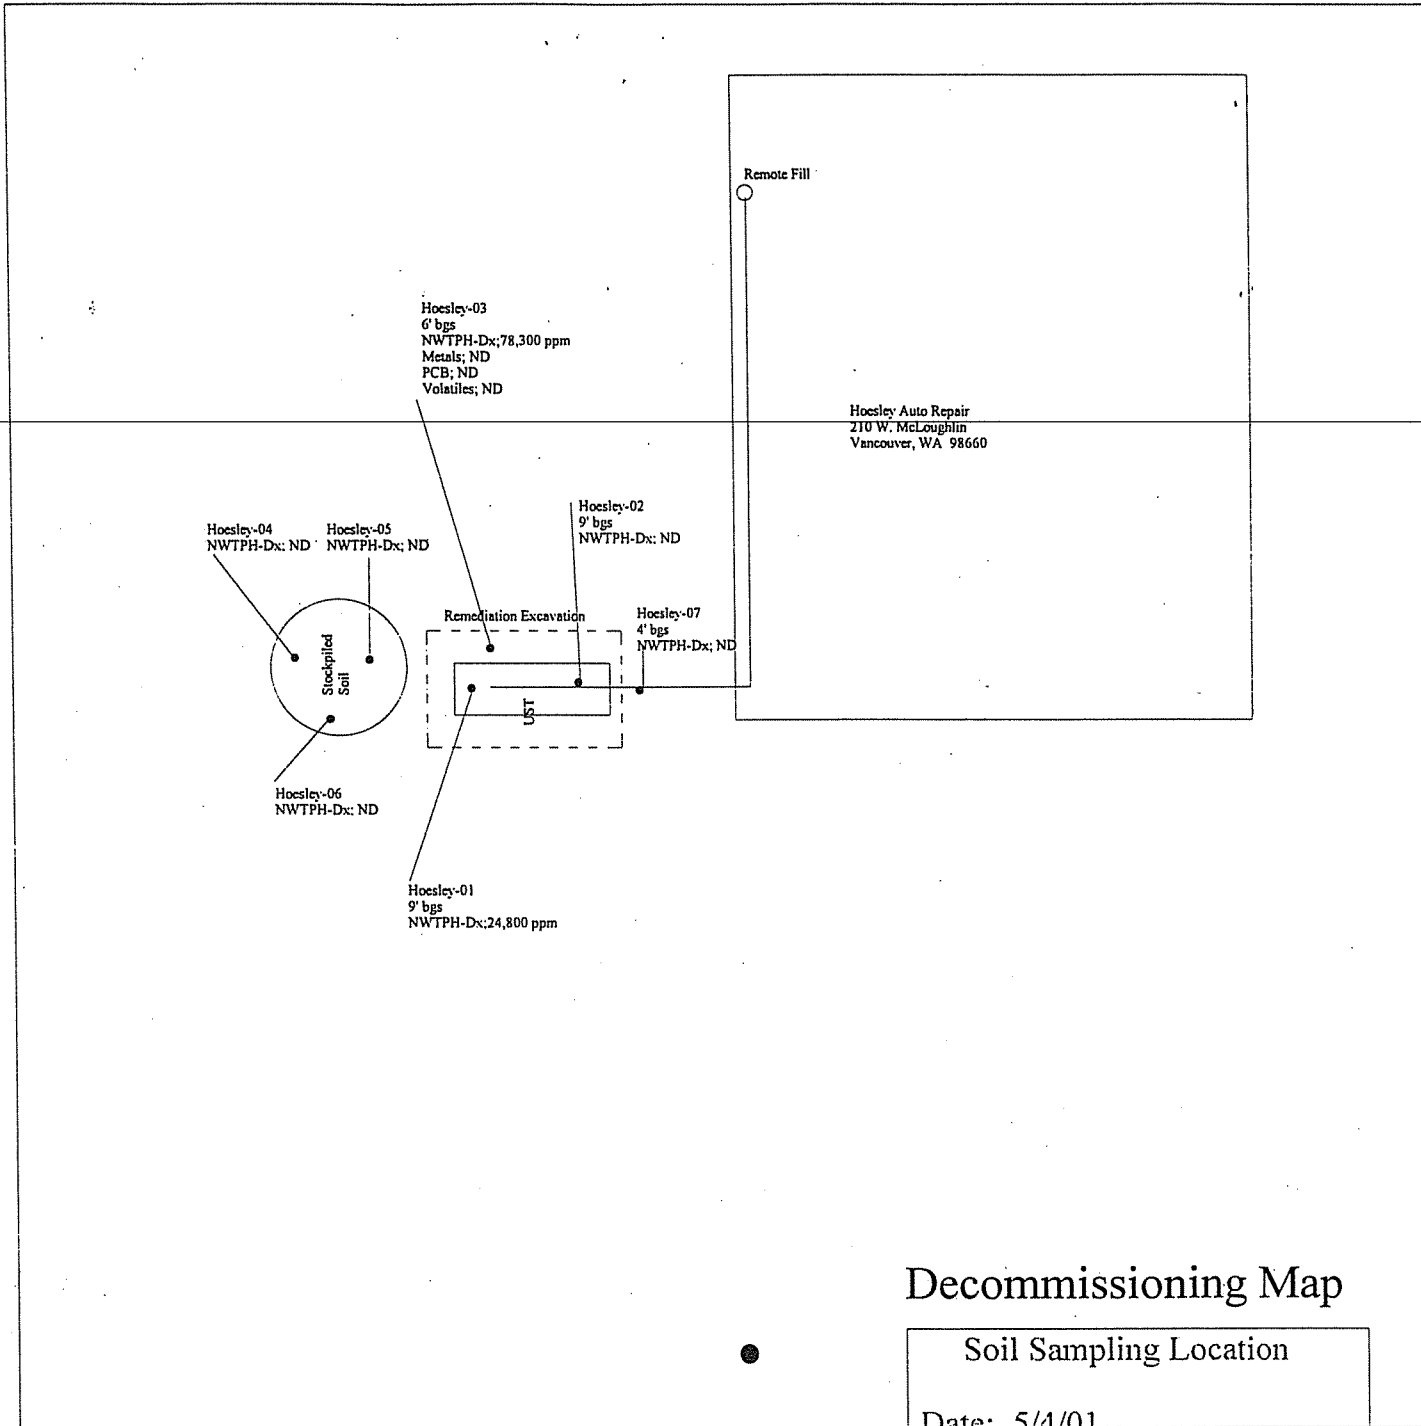 Remote Fill
Hoesley-03
6' bgs
NWTPH-Dx;78,300 ppm
Metals; ND
PCB; ND
Volatiles; ND
Hoesley Auto Repair
210 W. McLoughlin
Vancouver, WA 98660
Hoesley-02
9' bgs
NWTPH-Dx; ND
Hoesley-04
NWTPH-Dx; ND
Hoesley-05
NWTPH-Dx; ND
Remediation Excavation
Hoesley-07
4' bgs
NWTPH-Dx; ND
Stockpiled
Soil
UST
Hoesley-06
NWTPH-Dx; ND
Hoesley-01
9' bgs
NWTPH-Dx;24,800 ppm
Decommissioning Map
Soil Sampling Location
Date: 5/4/01